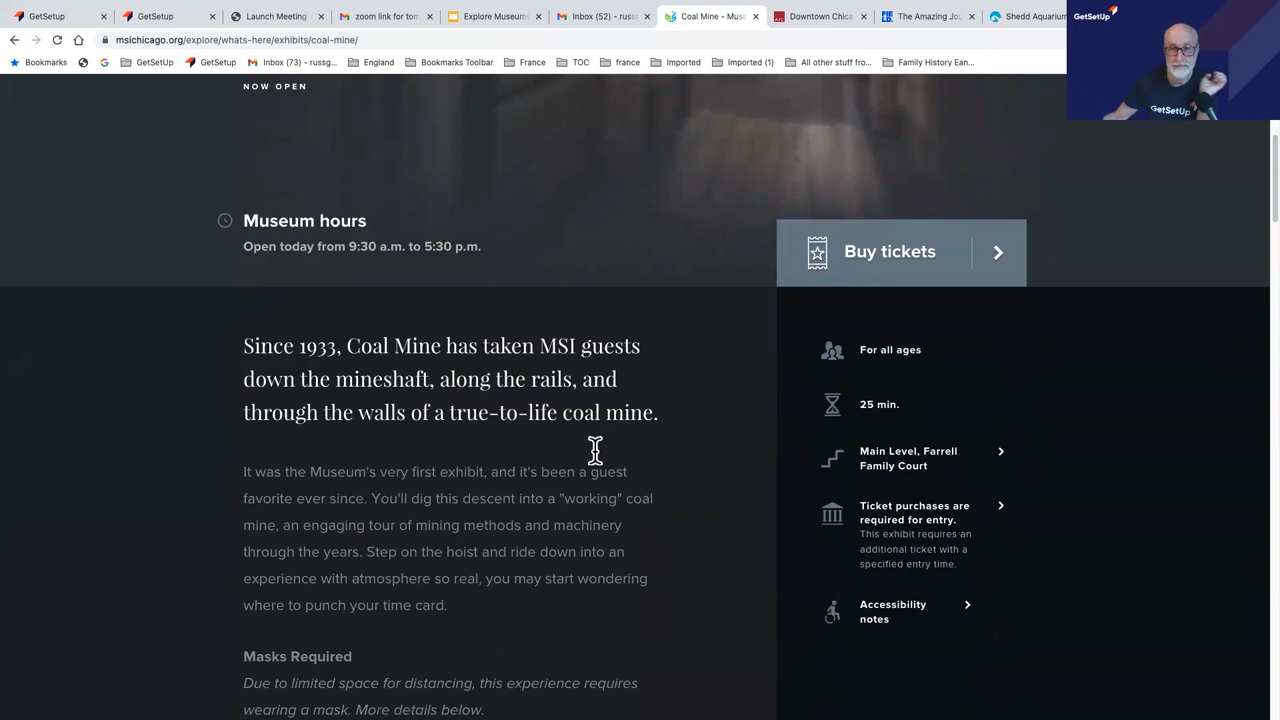 GetSetUp
GetSetUp
Launch Meeting
zoom link for tom
Explore Museums
Inbox (52) - russg
Coal Mine - Muse
Downtown Chica
The Amazing Jou
Shedd Aquarium
GetSetUp
msichicago.org/explore/whats-here/exhibits/coal-mine/
Bookmarks
GetSetUp
GetSetup
Inbox (73) - russg...
England
Bookmarks Toolbar
France
TOC
france
Imported
Imported (1)
All other stuff fro...
Family History Ean...
GetSetUp
NOW OPEN
Museum hours
Open today from 9:30 a.m. to 5:30 p.m.
Buy tickets
Since 1933, Coal Mine has taken MSI guests
down the mineshaft, along the rails, and
through the walls of a true-to-life coal mine.
It was the Museum's very first exhibit, and it's been a guest
favorite ever since. You'll dig this descent into a "working" coal
mine, an engaging tour of mining methods and machinery
through the years. Step on the hoist and ride down into an
experience with atmosphere so real, you may start wondering
where to punch your time card.
Masks Required
Due to limited space for distancing, this experience requires
wearing a mask. More details below.
For all ages
25 min.
Main Level, Farrell
Family Court
Ticket purchases are
required for entry.
This exhibit requires an
additional ticket with a
specified entry time.
Accessibility
notes